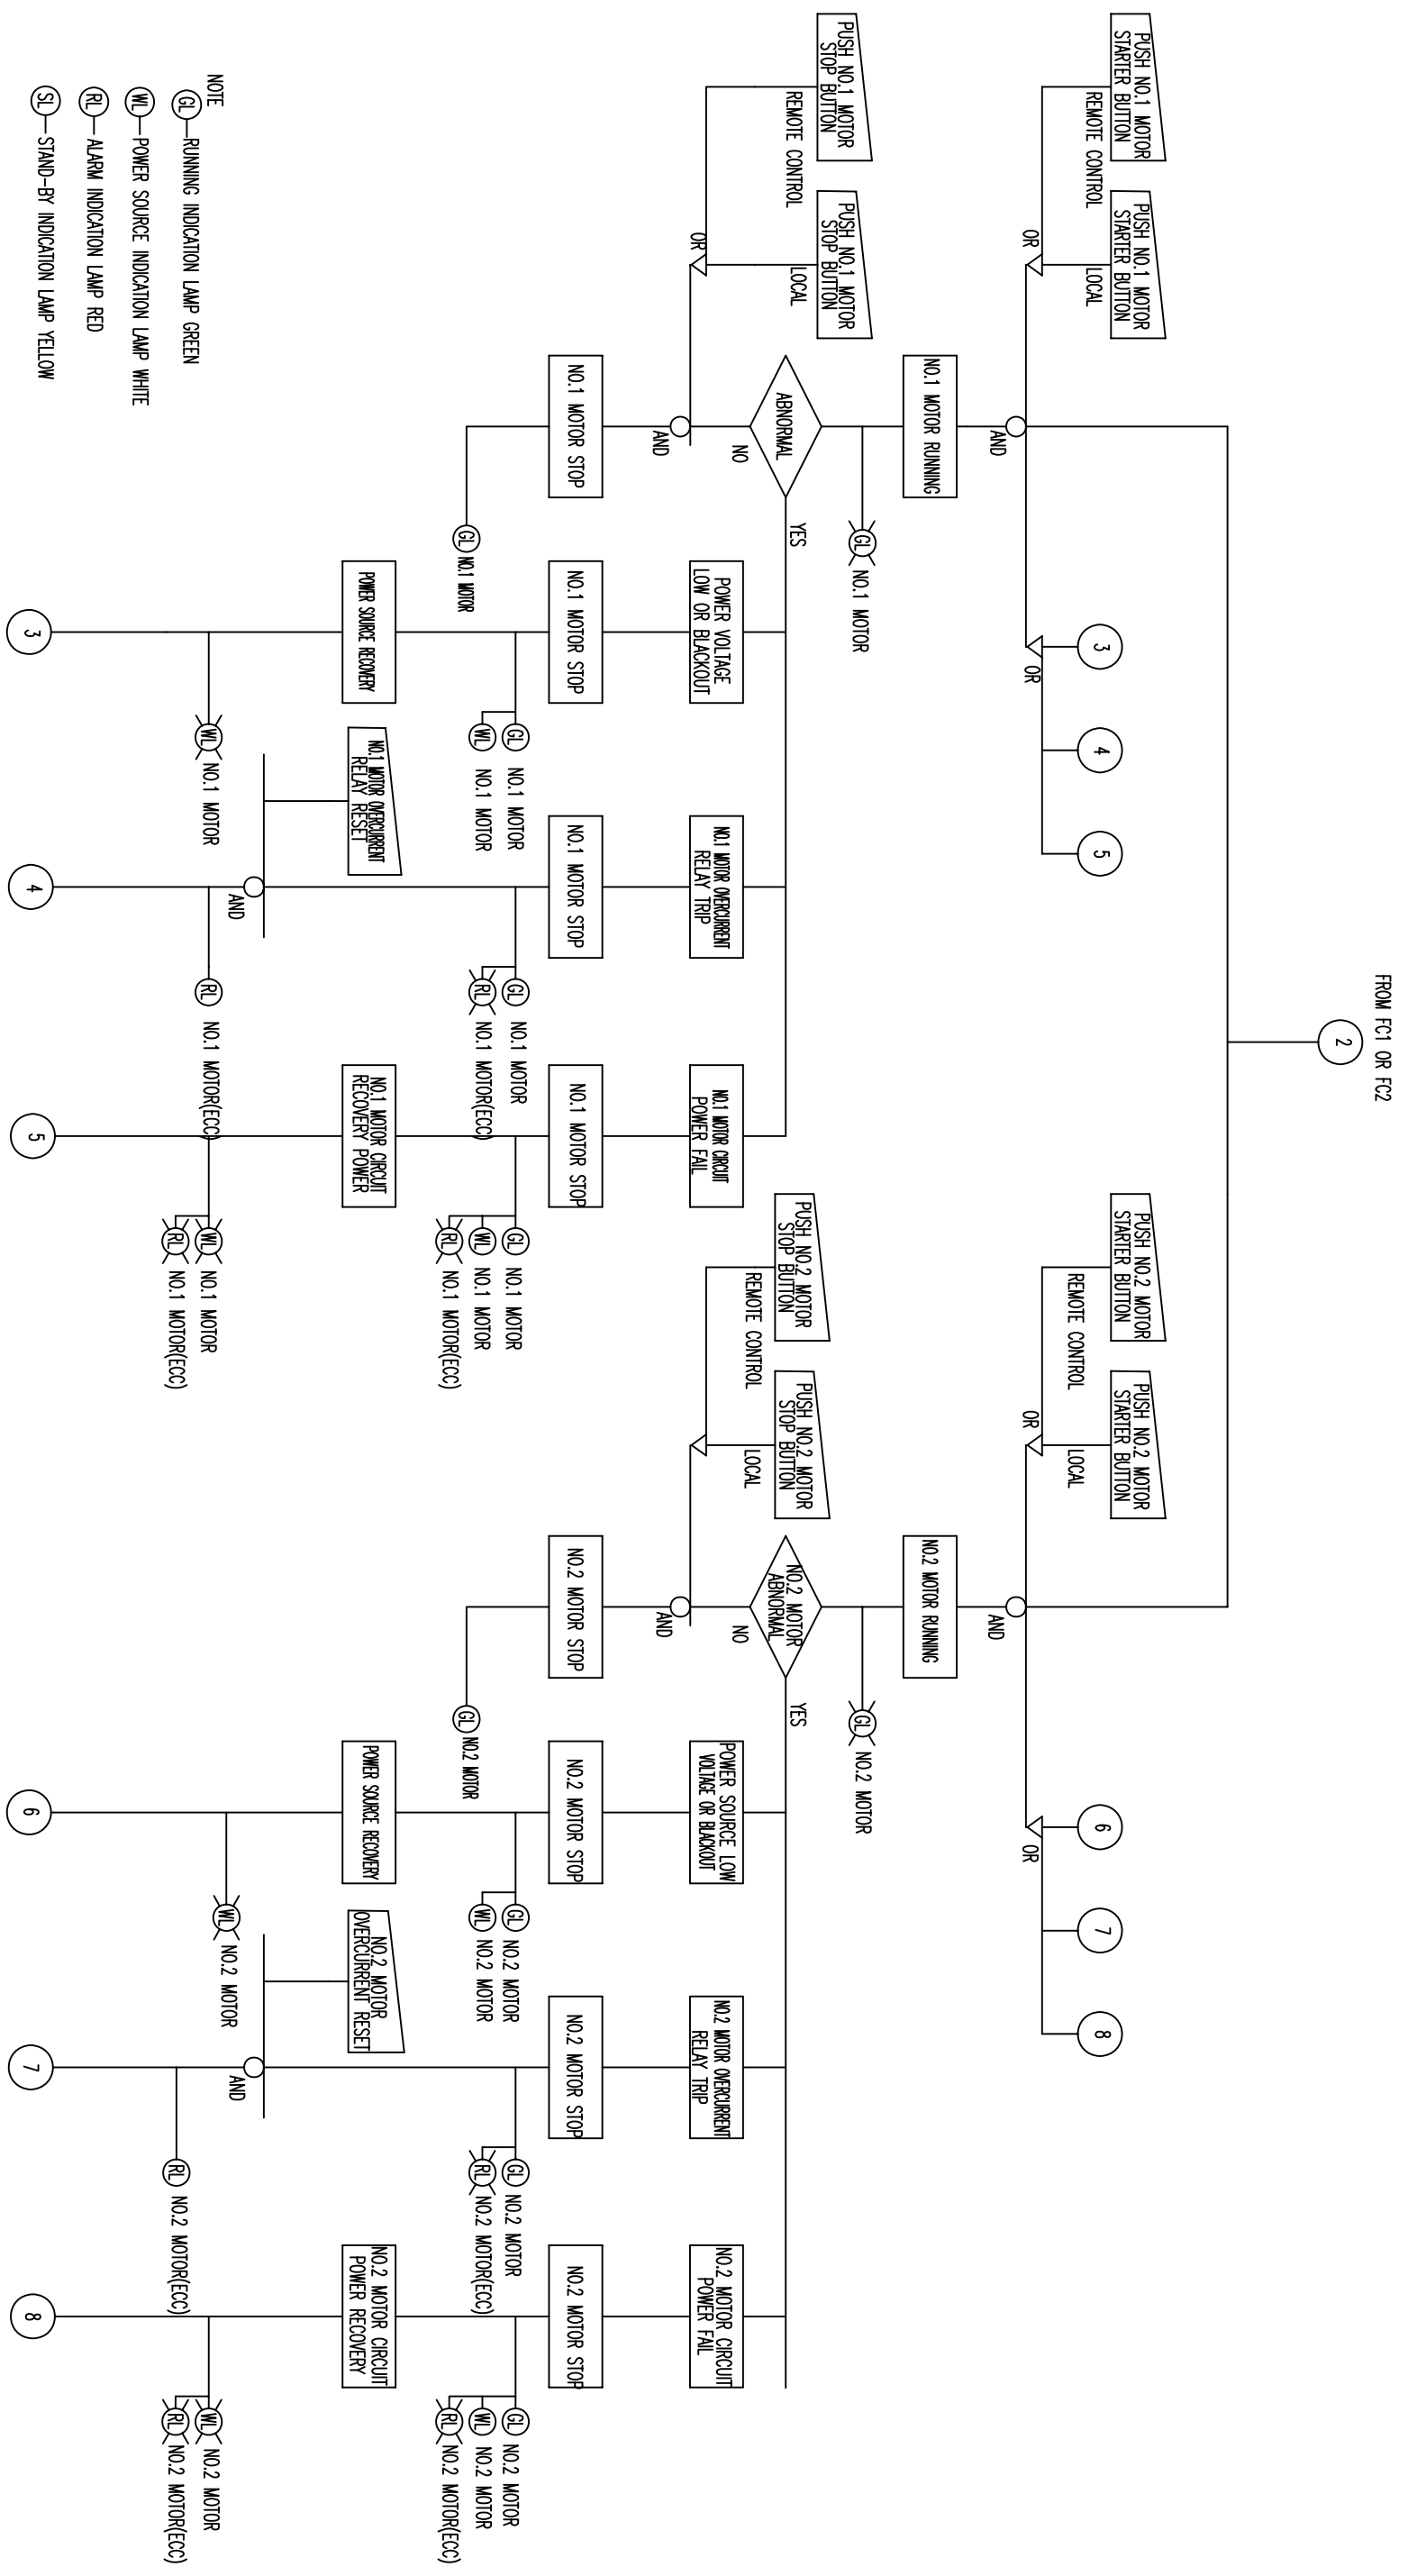 FROM FC1 OR FC2
2
PUSH NO.1 MOTOR
STARTER BUTTON
PUSH NO.1 MOTOR
STARTER BUTTON
REMOTE CONTROL
LOCAL
OR
3
4
5
OR
AND
NO.1 MOTOR RUNNING
GL
NO.1 MOTOR
PUSH NO.1 MOTOR
STOP BUTTON
PUSH NO.1 MOTOR
STOP BUTTON
REMOTE CONTROL
LOCAL
OR
ABNORMAL
YES
NO
AND
NO.1 MOTOR STOP
GL NO.1 MOTOR
POWER VOLTAGE
LOW OR BLACKOUT
NO.1 MOTOR STOP
GL NO.1 MOTOR
WL NO.1 MOTOR
POWER SOURCE RECOVERY
WL NO.1 MOTOR
3
NO.1 MOTOR OVERCURRENT
RELAY TRIP
NO.1 MOTOR STOP
GL NO.1 MOTOR
RL NO.1 MOTOR(ECC)
NO.1 MOTOR OVERCURRENT
RELAY RESET
AND
RL NO.1 MOTOR(ECC)
4
NO.1 MOTOR CIRCUIT
POWER FAIL
NO.1 MOTOR STOP
GL NO.1 MOTOR
WL NO.1 MOTOR
RL NO.1 MOTOR(ECC)
NO.1 MOTOR CIRCUIT
RECOVERY POWER
WL NO.1 MOTOR
RL NO.1 MOTOR(ECC)
5
PUSH NO.2 MOTOR
STARTER BUTTON
PUSH NO.2 MOTOR
STARTER BUTTON
REMOTE CONTROL
LOCAL
OR
6
7
8
OR
AND
NO.2 MOTOR RUNNING
GL
NO.2 MOTOR
PUSH NO.2 MOTOR
STOP BUTTON
PUSH NO.2 MOTOR
STOP BUTTON
REMOTE CONTROL
LOCAL
NO.2 MOTOR
ABNORMAL
YES
NO
AND
NO.2 MOTOR STOP
GL NO.2 MOTOR
POWER SOURCE LOW
VOLTAGE OR BLACKOUT
NO.2 MOTOR STOP
GL NO.2 MOTOR
WL NO.2 MOTOR
POWER SOURCE RECOVERY
WL NO.2 MOTOR
6
NO.2 MOTOR OVERCURRENT
RELAY TRIP
NO.2 MOTOR STOP
GL NO.2 MOTOR
RL NO.2 MOTOR(ECC)
NO.2 MOTOR
OVERCURRENT RESET
AND
RL NO.2 MOTOR(ECC)
7
NO.2 MOTOR CIRCUIT
POWER FAIL
NO.2 MOTOR STOP
GL NO.2 MOTOR
WL NO.2 MOTOR
RL NO.2 MOTOR(ECC)
NO.2 MOTOR CIRCUIT
POWER RECOVERY
WL NO.2 MOTOR
RL NO.2 MOTOR(ECC)
8
NOTE
GL RUNNING INDICATION LAMP GREEN
WL POWER SOURCE INDICATION LAMP WHITE
RL ALARM INDICATION LAMP RED
SL STAND-BY INDICATION LAMP YELLOW